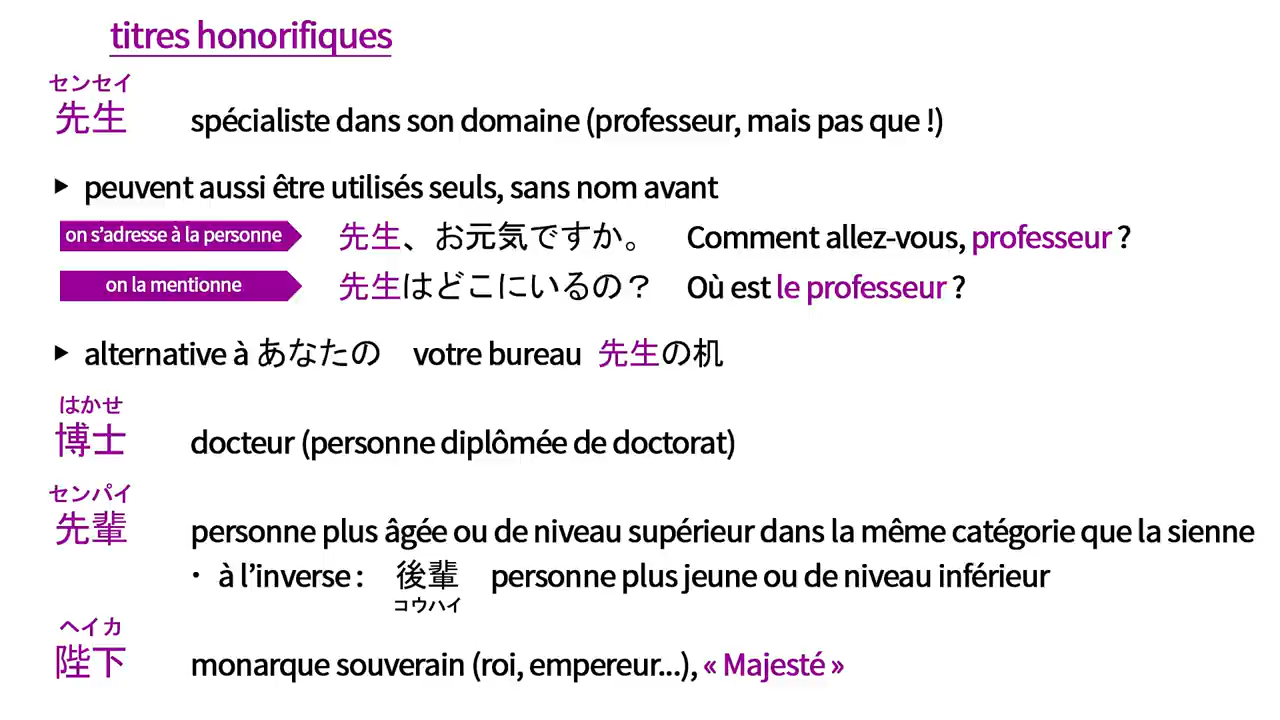 titres honorifiques
センセイ
先生 spécialiste dans son domaine (professeur, mais pas que !)
▶ peuvent aussi être utilisés seuls, sans nom avant
on s'adresse à la personne 先生、お元気ですか。 Comment allez-vous, professeur ?
on la mentionne 先生はどこにいるの？ Où est le professeur ?
▶ alternative à あなたの votre bureau 先生の机
はかせ
博士 docteur (personne diplômée de doctorat)
センパイ
先輩 personne plus âgée ou de niveau supérieur dans la même catégorie que la sienne
・ à l'inverse : 後輩 personne plus jeune ou de niveau inférieur
コウハイ
ヘイカ
陛下 monarque souverain (roi, empereur...), « Majesté »